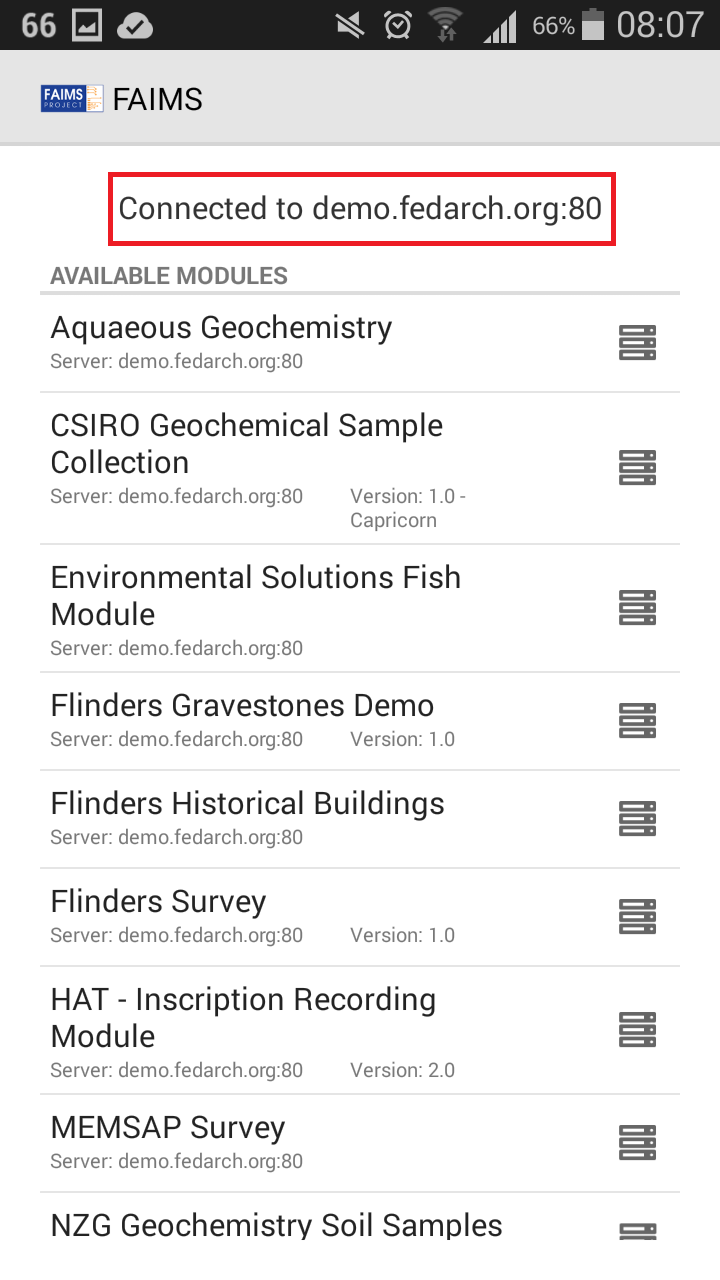 66 66% 08:07
FAIMS PROJECT FAIMS
Connected to demo.fedarch.org:80
AVAILABLE MODULES
Aquaeous Geochemistry
Server: demo.fedarch.org:80
CSIRO Geochemical Sample
Collection
Server: demo.fedarch.org:80 Version: 1.0 -
Capricorn
Environmental Solutions Fish
Module
Server: demo.fedarch.org:80
Flinders Gravestones Demo
Server: demo.fedarch.org:80 Version: 1.0
Flinders Historical Buildings
Server: demo.fedarch.org:80
Flinders Survey
Server: demo.fedarch.org:80 Version: 1.0
HAT - Inscription Recording
Module
Server: demo.fedarch.org:80 Version: 2.0
MEMSAP Survey
Server: demo.fedarch.org:80
NZG Geochemistry Soil Samples